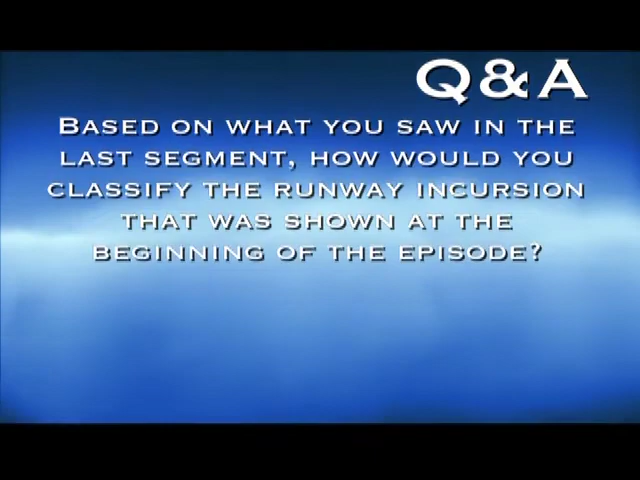 Q&A
Based on what you saw in the
last segment, how would you
classify the runway incursion
that was shown at the
beginning of the episode?